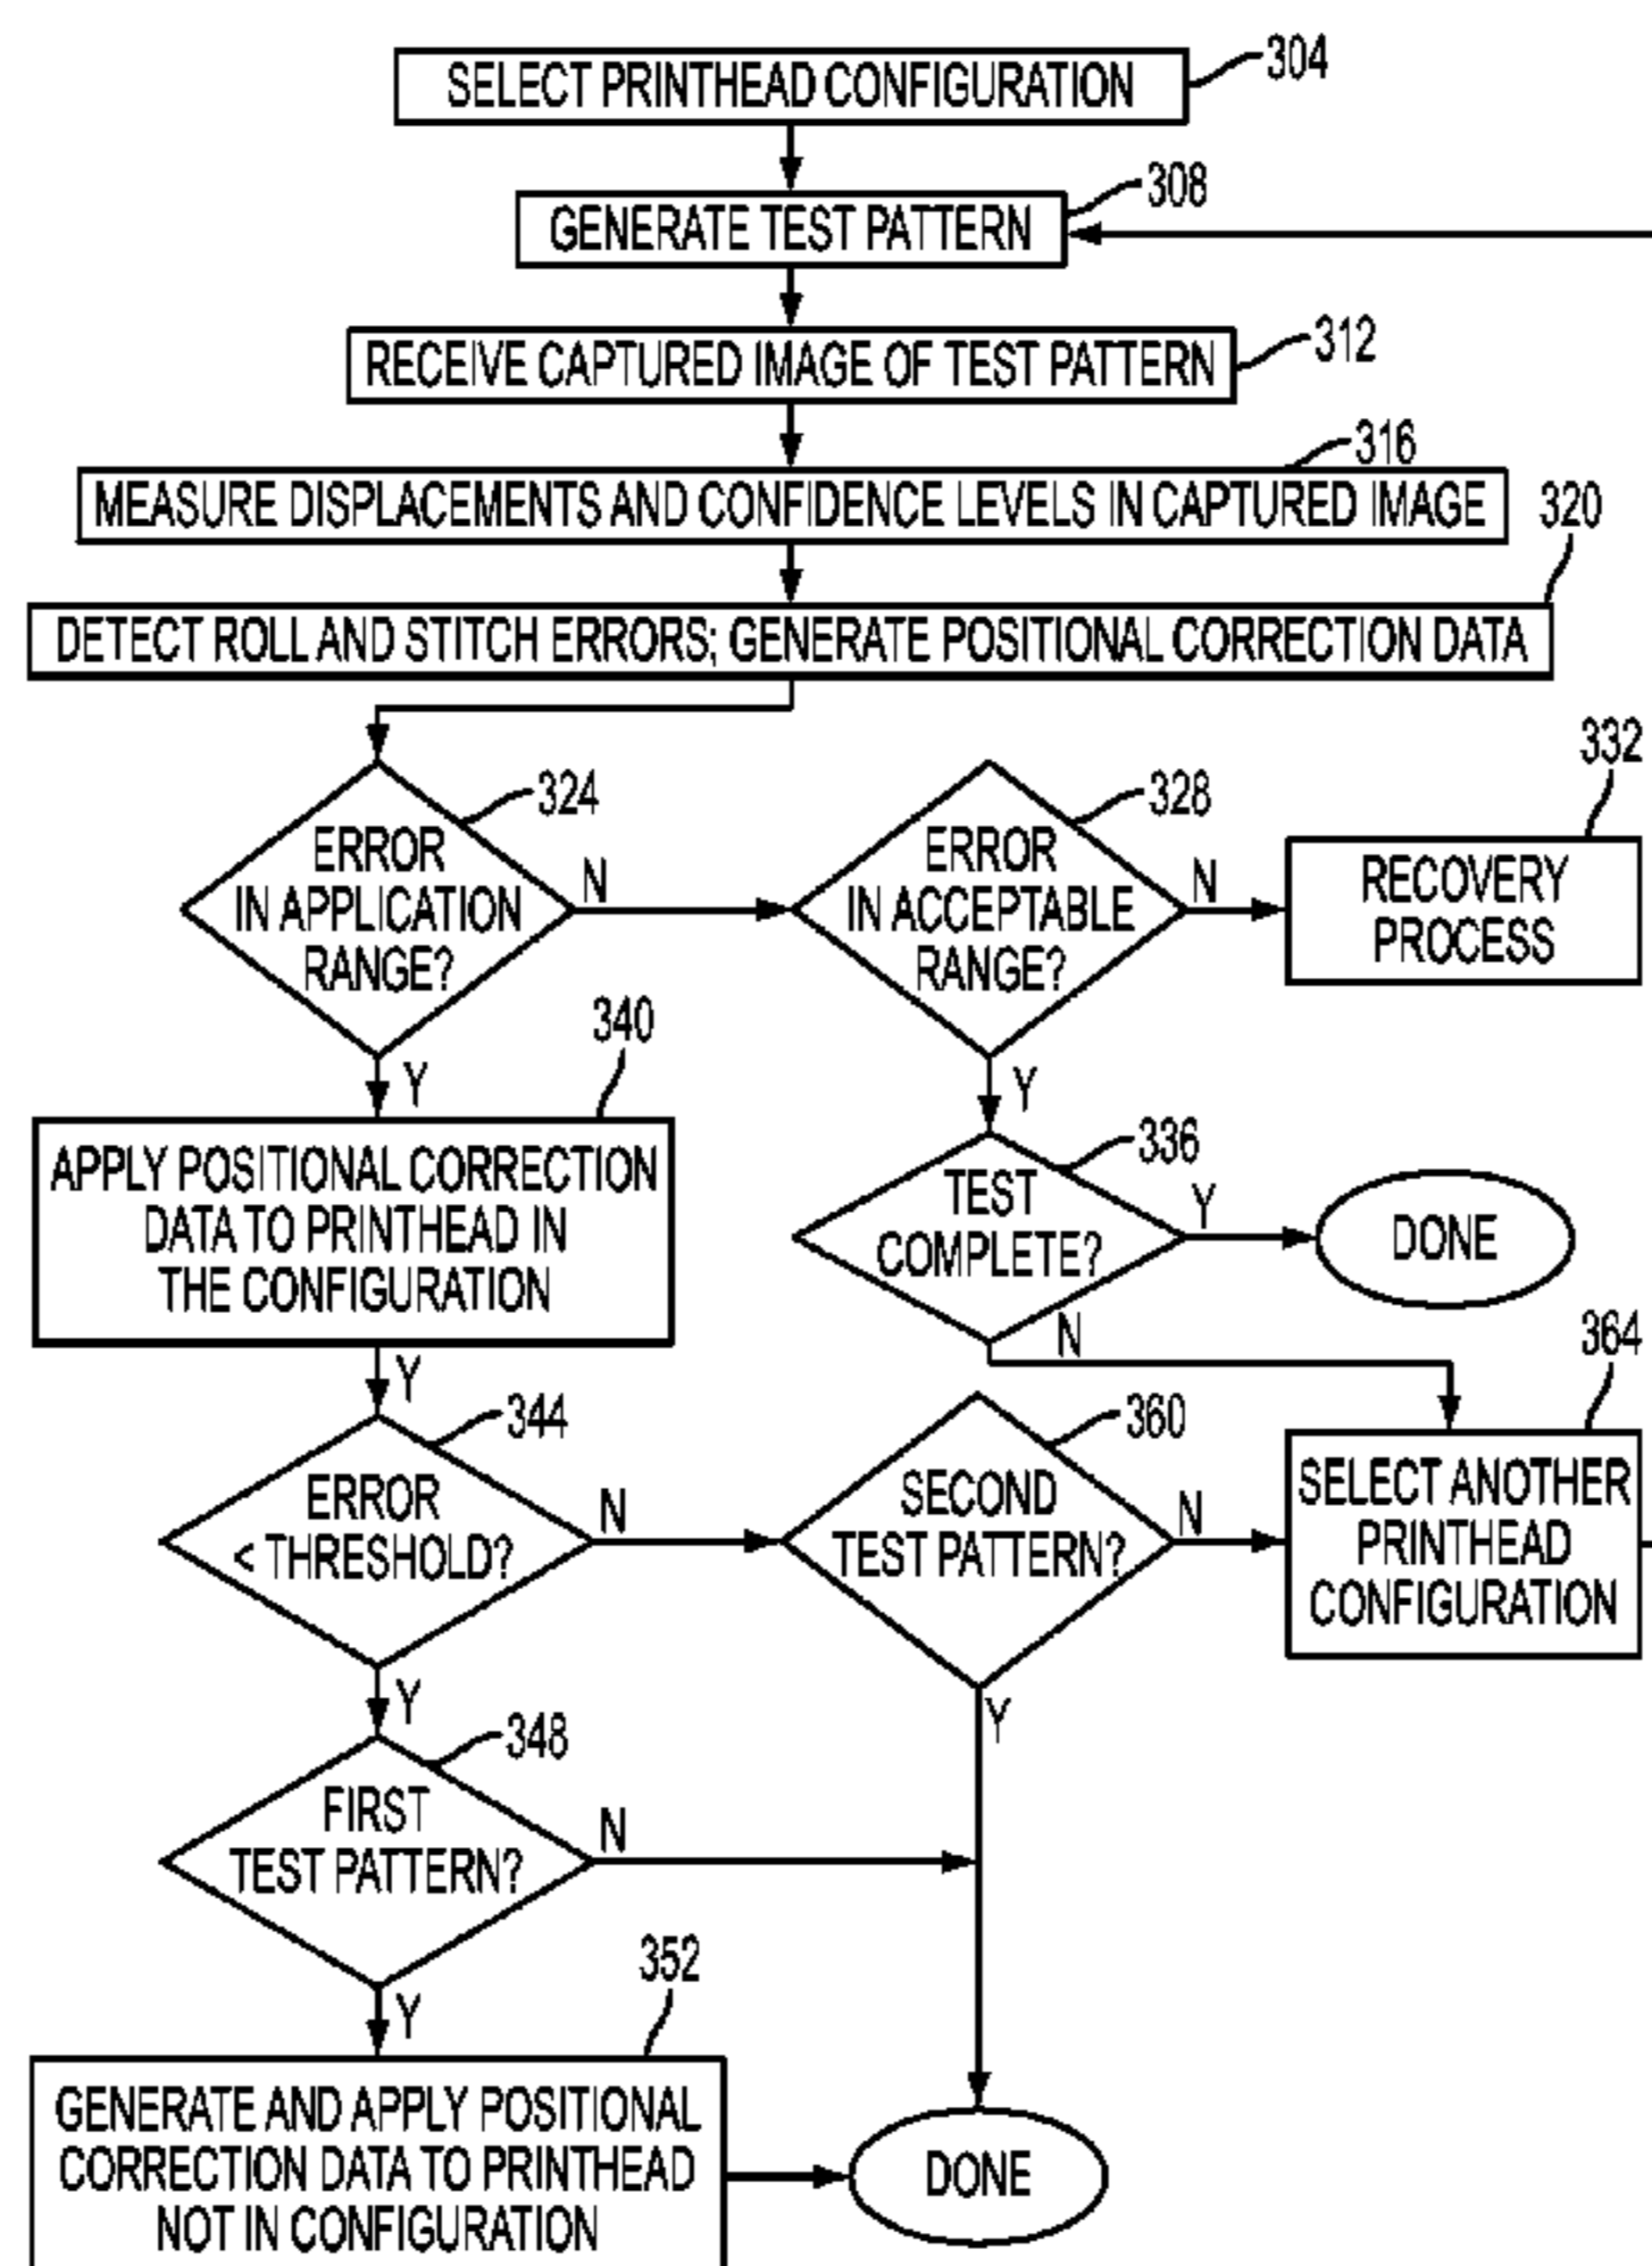 SELECT PRINTHEAD CONFIGURATION
304
GENERATE TEST PATTERN
308
RECEIVE CAPTURED IMAGE OF TEST PATTERN
312
MEASURE DISPLACEMENTS AND CONFIDENCE LEVELS IN CAPTURED IMAGE
316
DETECT ROLL AND STITCH ERRORS; GENERATE POSITIONAL CORRECTION DATA
320
ERROR
IN APPLICATION
RANGE?
324
N
Y
ERROR
IN ACCEPTABLE
RANGE?
328
N
Y
RECOVERY
PROCESS
332
APPLY POSITIONAL CORRECTION
DATA TO PRINTHEAD IN
THE CONFIGURATION
340
Y
TEST
COMPLETE?
336
Y
N
DONE
ERROR
< THRESHOLD?
344
N
Y
SECOND
TEST PATTERN?
360
N
Y
SELECT ANOTHER
PRINTHEAD
CONFIGURATION
364
FIRST
TEST PATTERN?
348
N
Y
GENERATE AND APPLY POSITIONAL
CORRECTION DATA TO PRINTHEAD
NOT IN CONFIGURATION
352
DONE